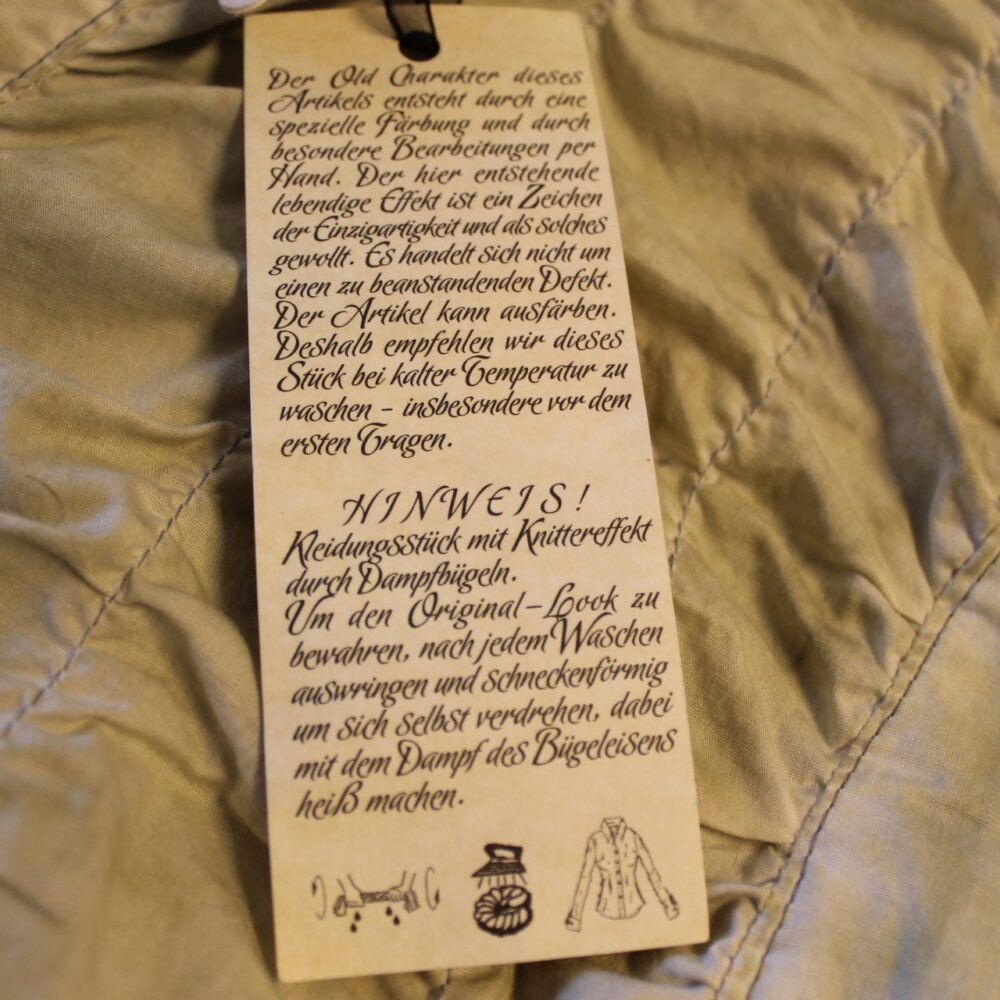 Der Old Charakter dieses
Artikels entsteht durch eine
spezielle Färbung und durch
besondere Bearbeitungen per
Hand. Der hier entstehende
lebendige Effekt ist ein Zeichen
der Einzigartigkeit und als solches
gewollt. Es handelt sich nicht um
einen zu beanstandenden Defekt.
Der Artikel kann ausfärben.
Deshalb empfehlen wir dieses
Stück bei kalter Temperatur zu
waschen - insbesondere vor dem
ersten Tragen.
HINWEIS!
Kleidungsstück mit Knittereffekt
durch Dampfbügeln.
Um den Original-Look zu
bewahren, nach jedem Waschen
auswringen und schneckenförmig
um sich selbst verdrehen, dabei
mit dem Dampf des Bügeleisens
heiß machen.